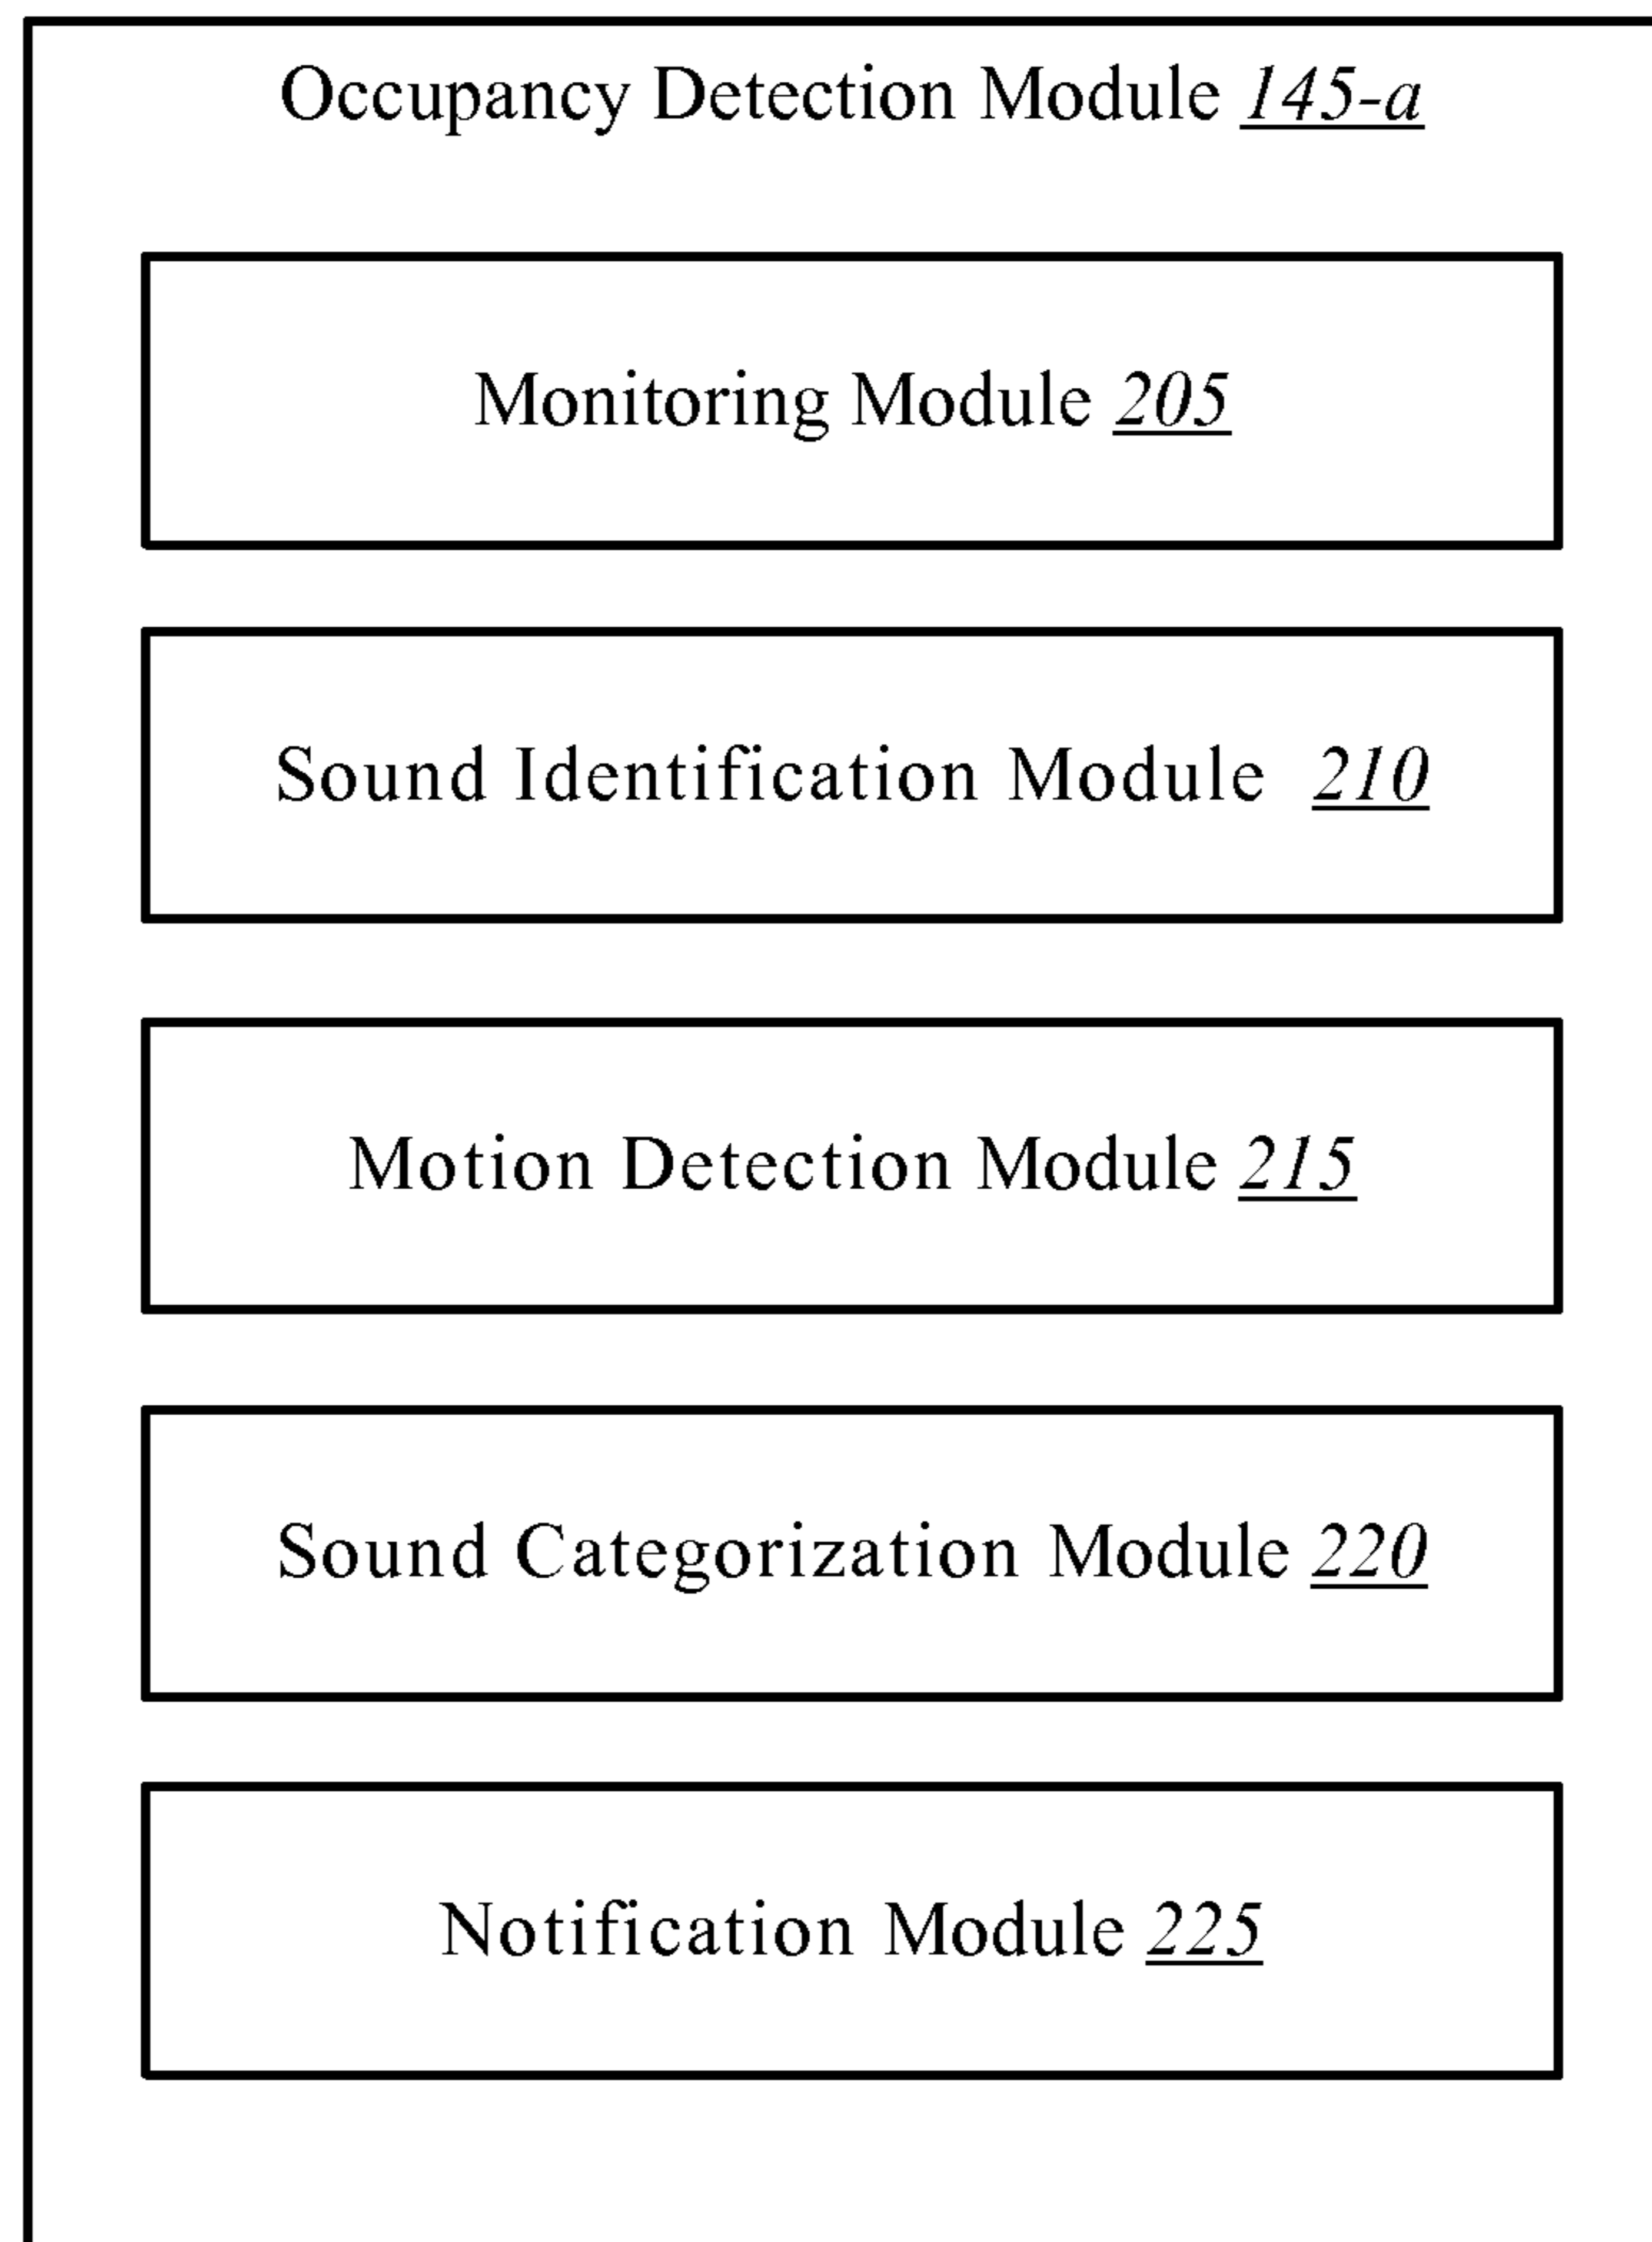 Occupancy Detection Module 145-a
Monitoring Module 205
Sound Identification Module 210
Motion Detection Module 215
Sound Categorization Module 220
Notification Module 225